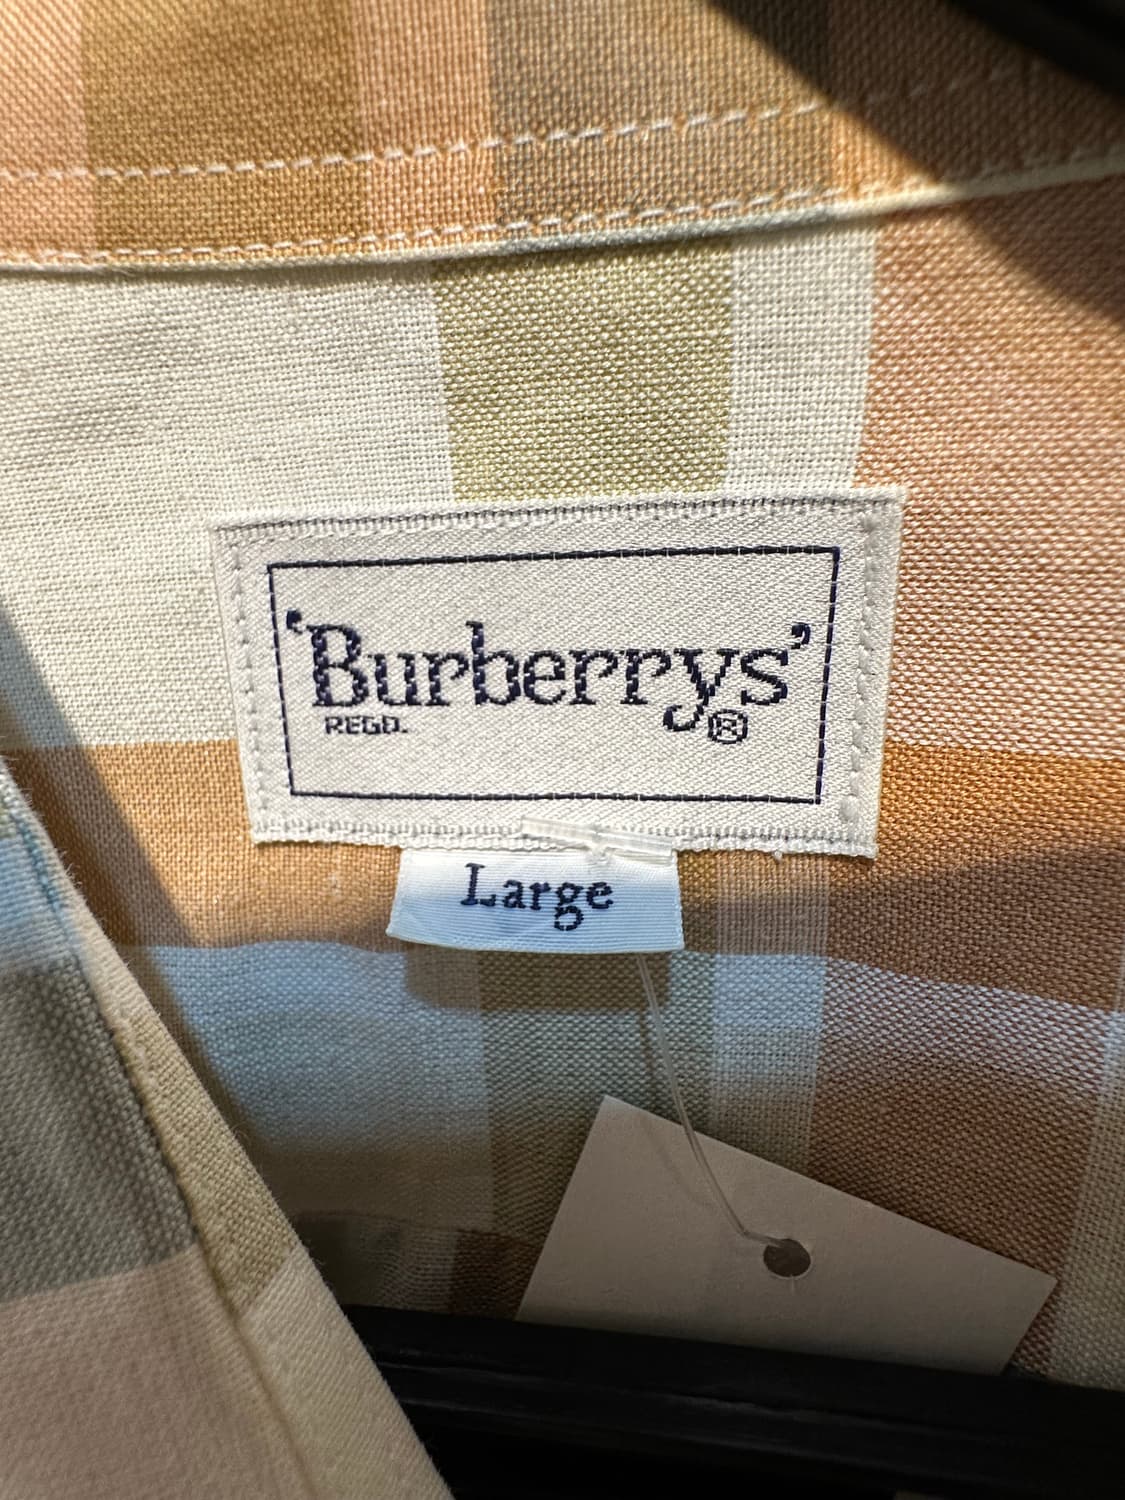 'Burberrys'
REGD. ®
Large